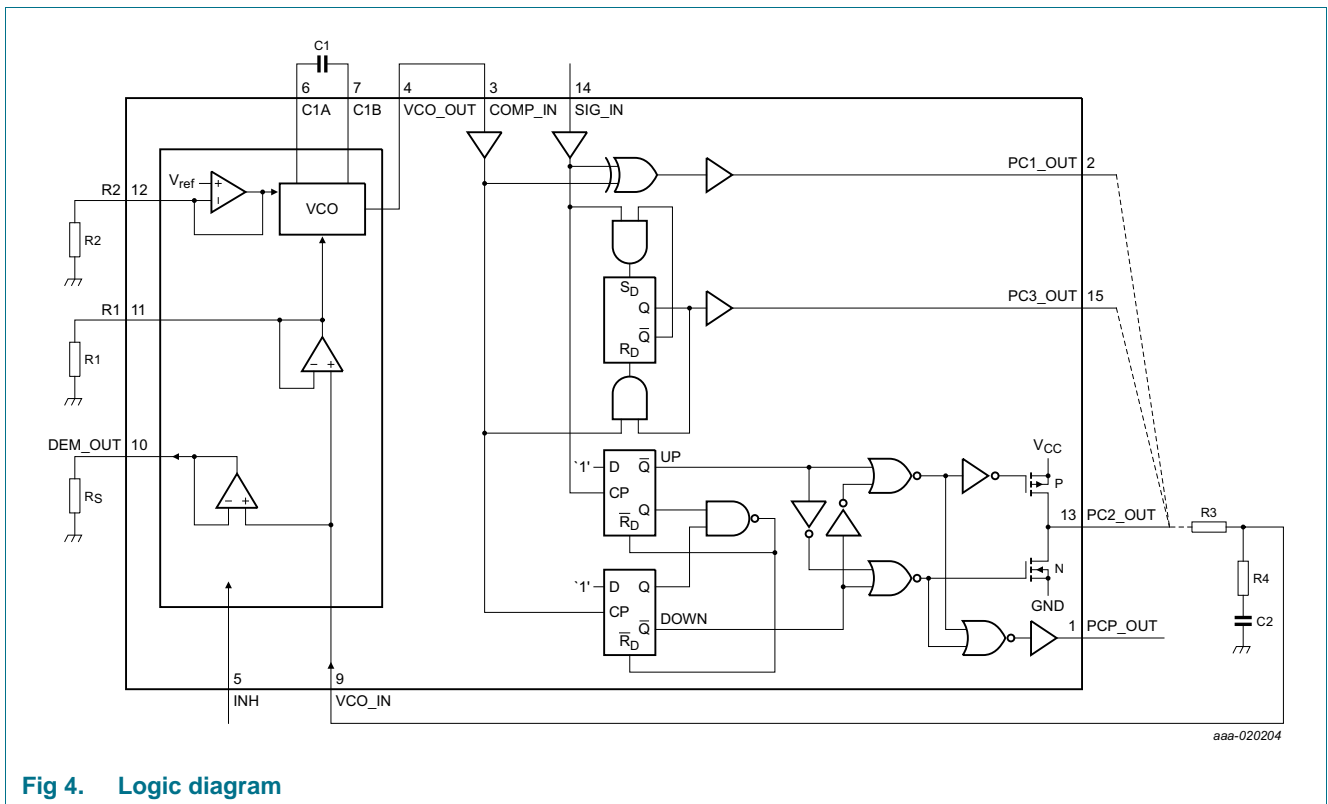 C1
6 7 4 3 14
C1A C1B VCO_OUT COMP_IN SIG_IN
PC1_OUT 2
R2 12
Vref
+
−
VCO
R2
SD
Q
Q̅
RD
PC3_OUT 15
R1 11
R1
− +
DEM_OUT 10
RS
− +
'1' D Q̅ UP
CP
Q
R̅D
'1' D Q
CP
Q̅ DOWN
R̅D
VCC
P
13 PC2_OUT
R3
N
GND
R4
C2
1 PCP_OUT
5 9
INH VCO_IN
aaa-020204
Fig 4. Logic diagram